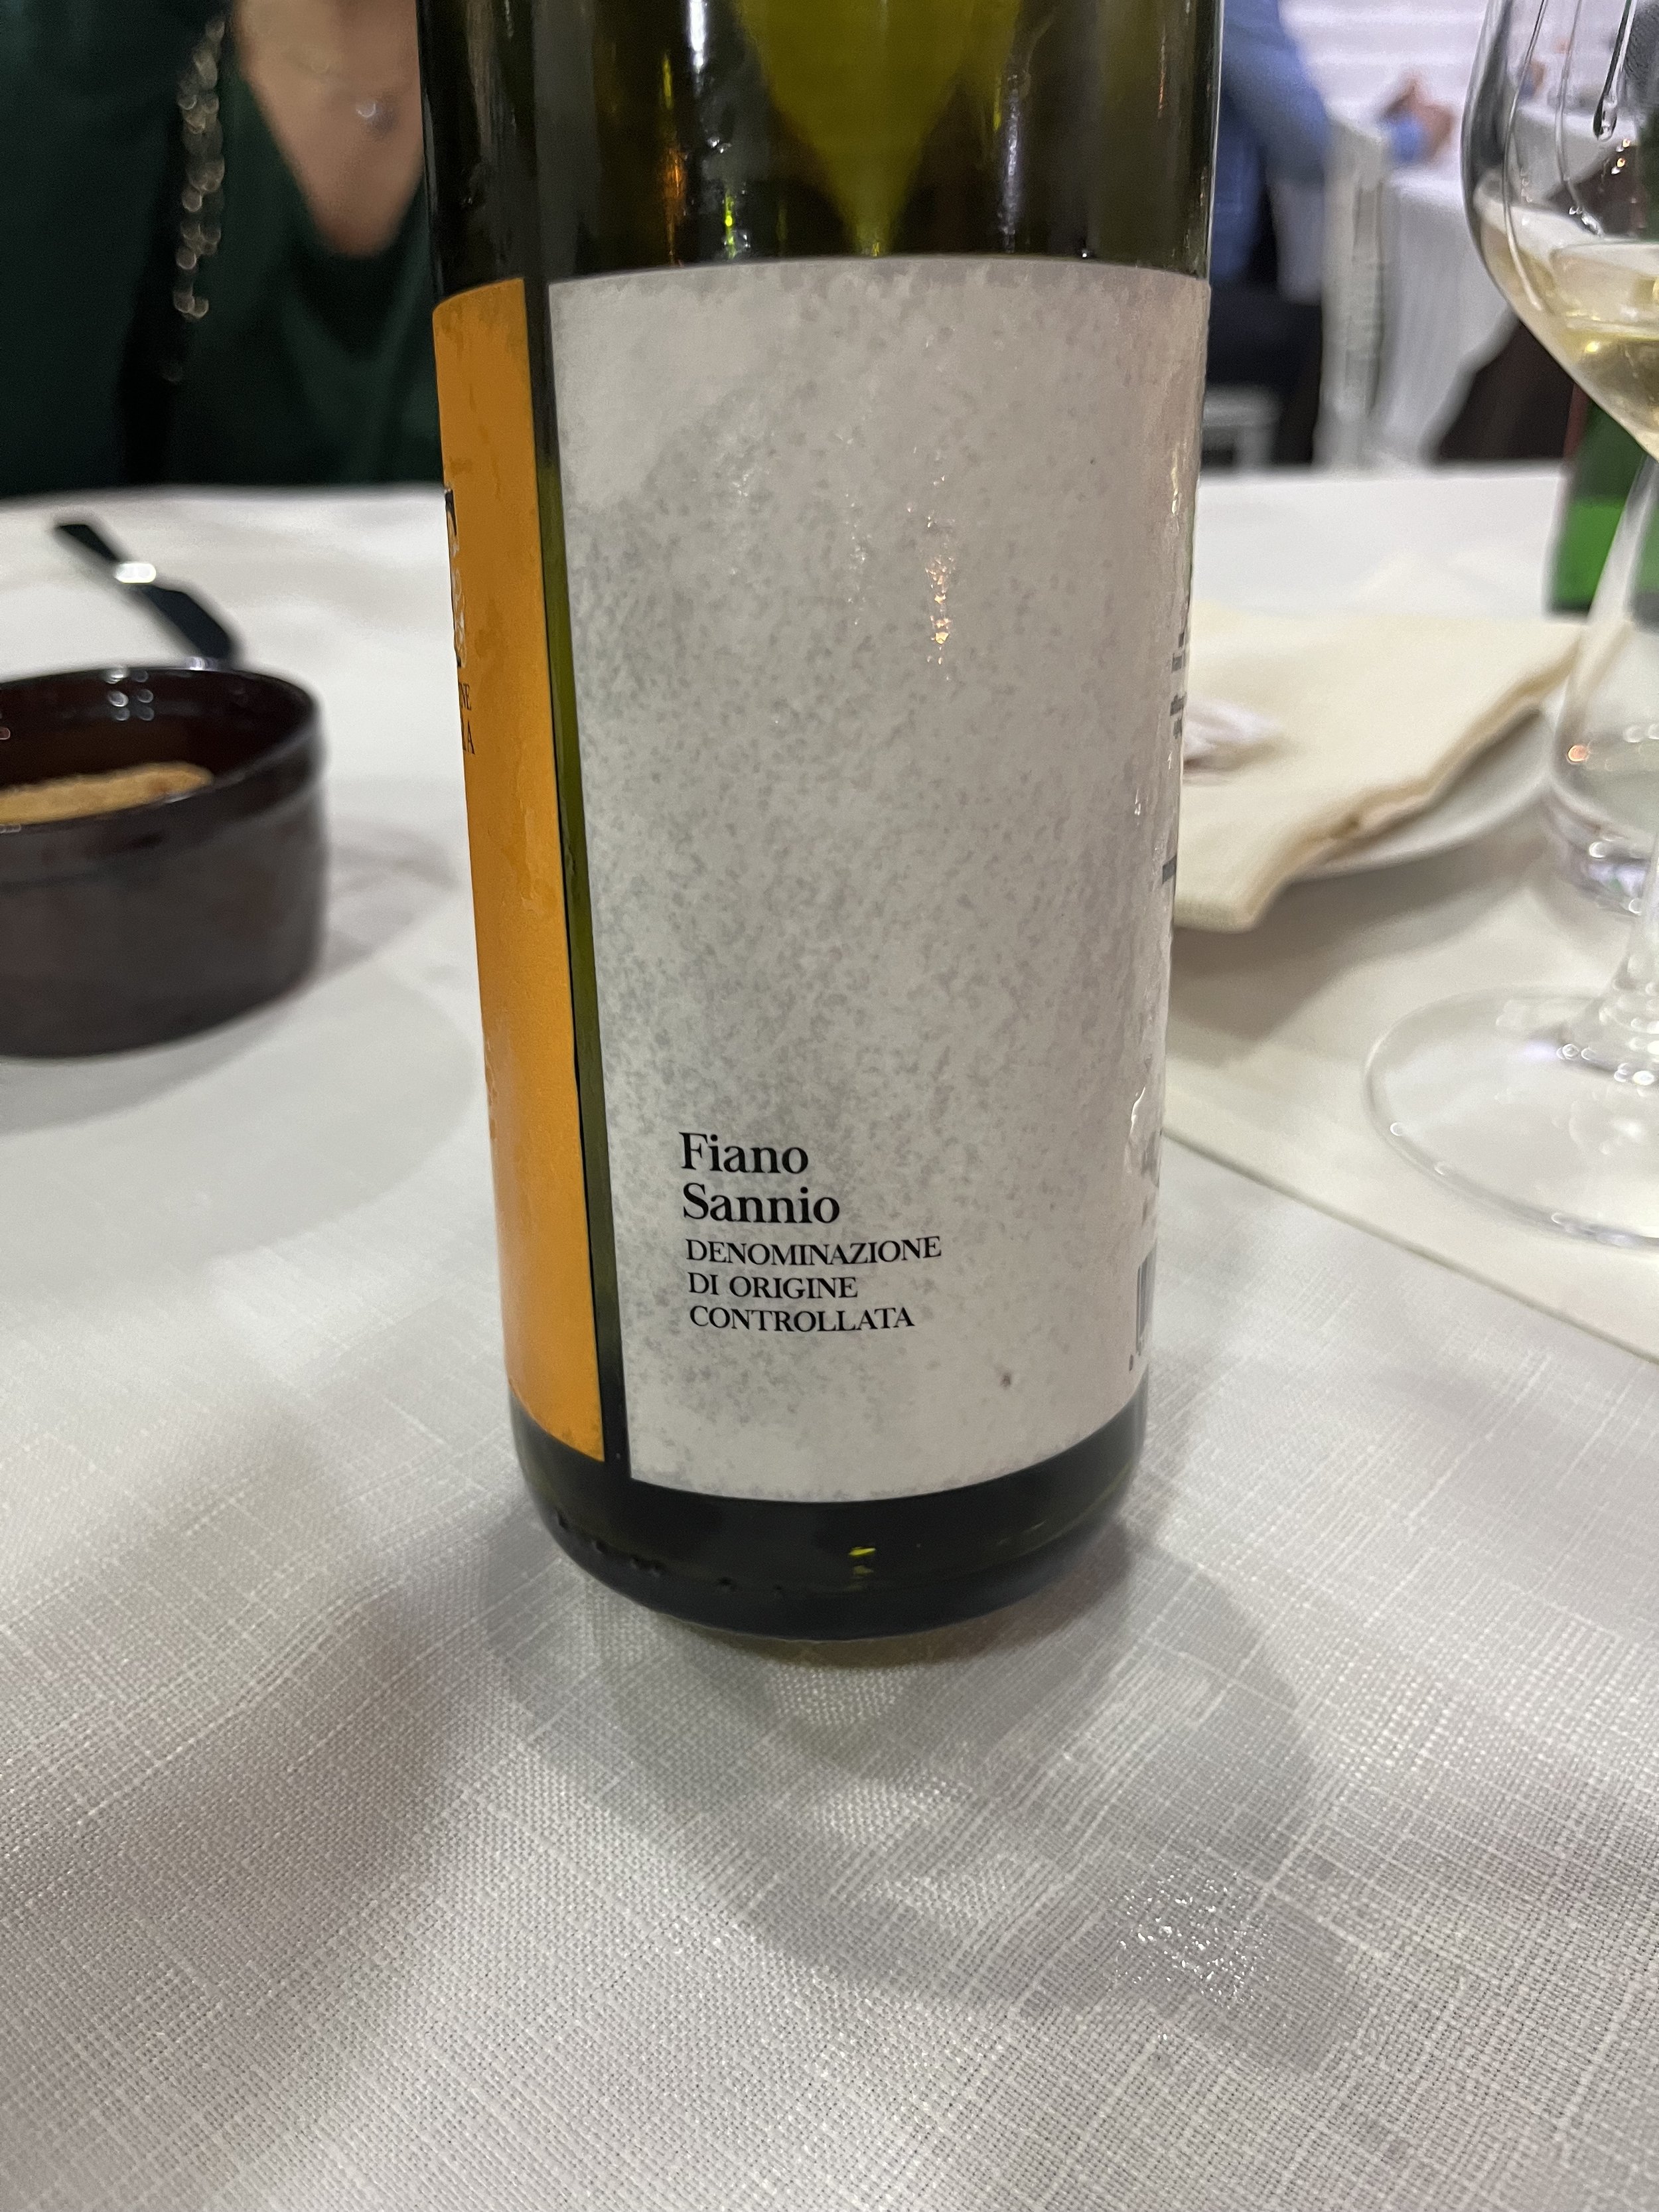 Fiano
Sannio
DENOMINAZIONE
DI ORIGINE
CONTROLLATA